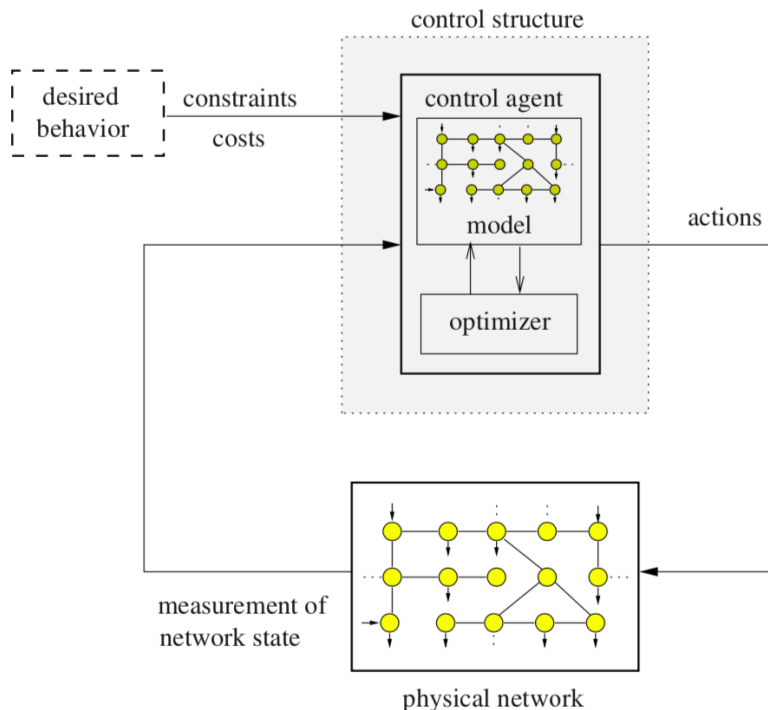 control structure
desired
behavior
constraints
costs
control agent
model
optimizer
actions
measurement of
network state
physical network